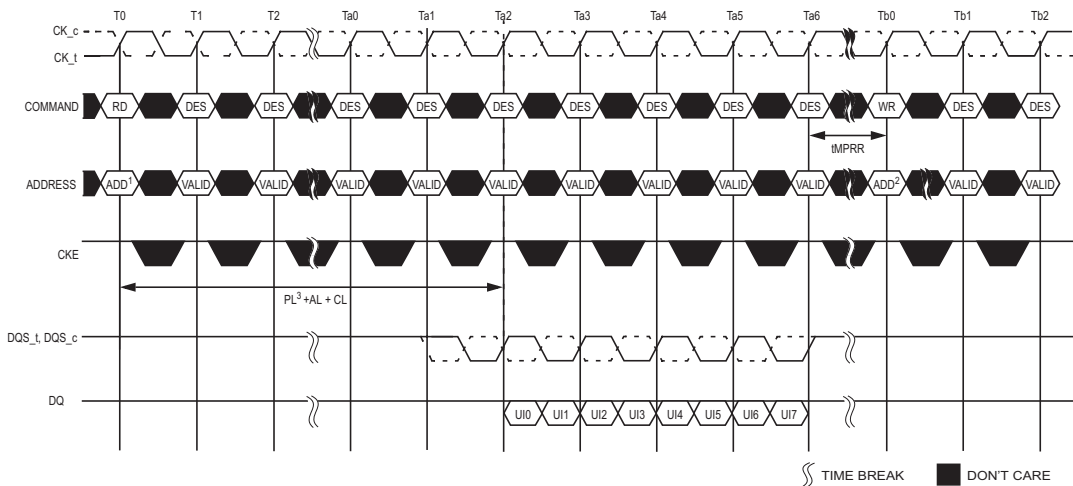 T0 T1 T2 Ta0 Ta1 Ta2 Ta3 Ta4 Ta5 Ta6 Tb0 Tb1 Tb2
CK_c
CK_t
COMMAND RD DES DES DES DES DES DES DES DES DES WR DES DES
tMPRR
ADDRESS ADD1 VALID VALID VALID VALID VALID VALID VALID VALID VALID ADD2 VALID VALID
CKE
PL3 +AL + CL
DQS_t, DQS_c
DQ UI0 UI1 UI2 UI3 UI4 UI5 UI6 UI7
TIME BREAK DON'T CARE